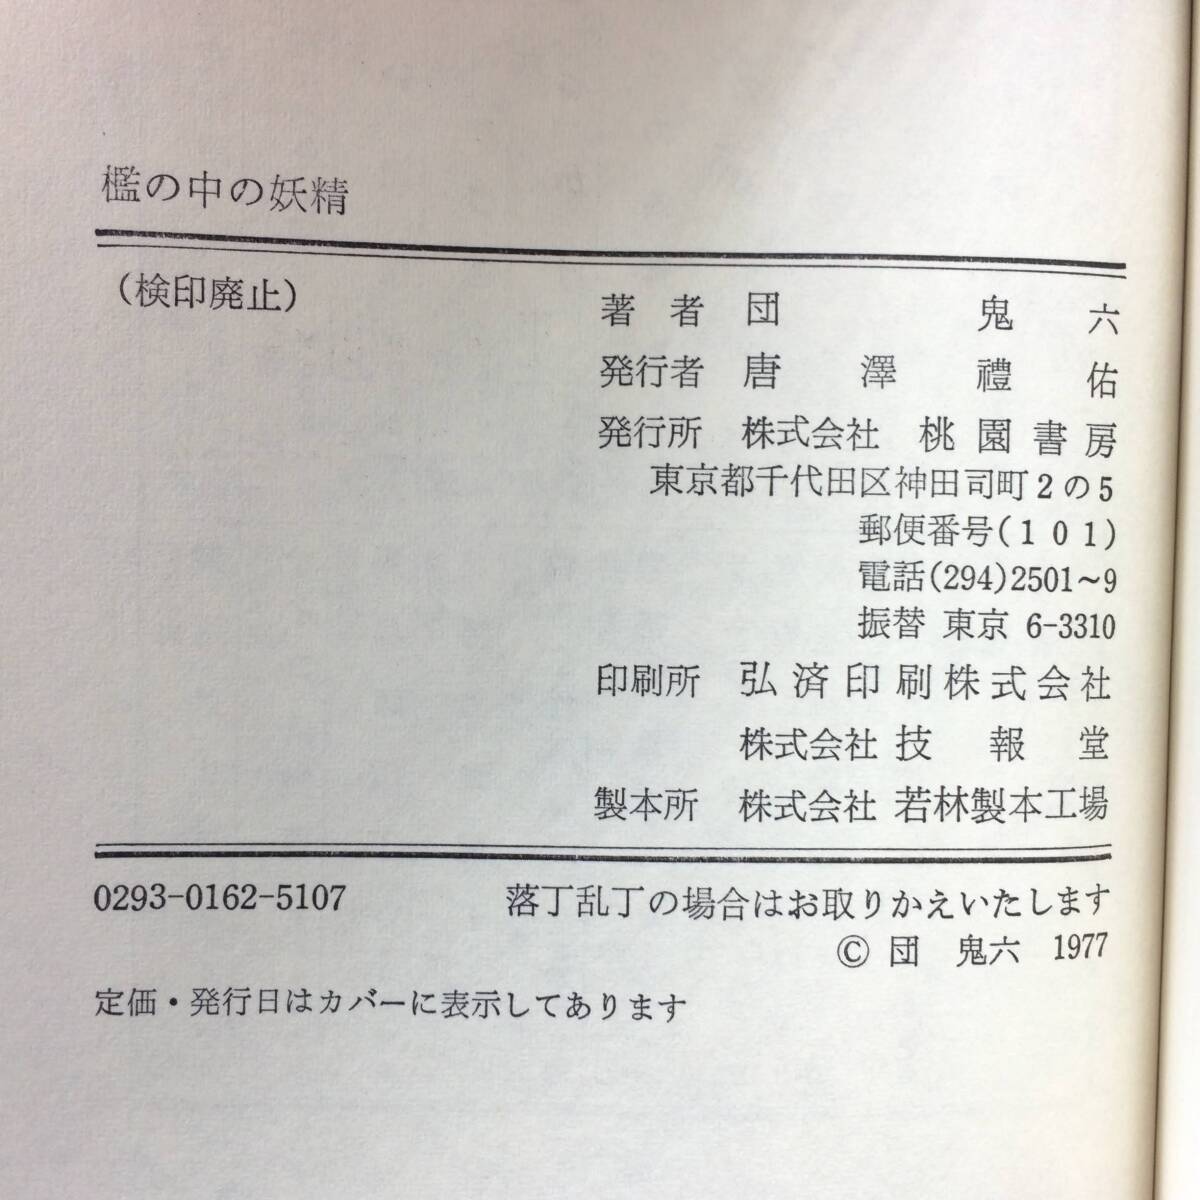 檻の中の妖精
(検印廃止)
著者 団鬼六
発行者 唐澤禮佑
発行所 株式会社 桃園書房
東京都千代田区神田司町2の5
郵便番号(101)
電話(294)2501~9
振替 東京 6-3310
印刷所 弘済印刷株式会社
株式会社 技報堂
製本所 株式会社 若林製本工場
0293-0162-5107 落丁乱丁の場合はお取りかえいたします
© 団 鬼六 1977
定価・発行日はカバーに表示してあります